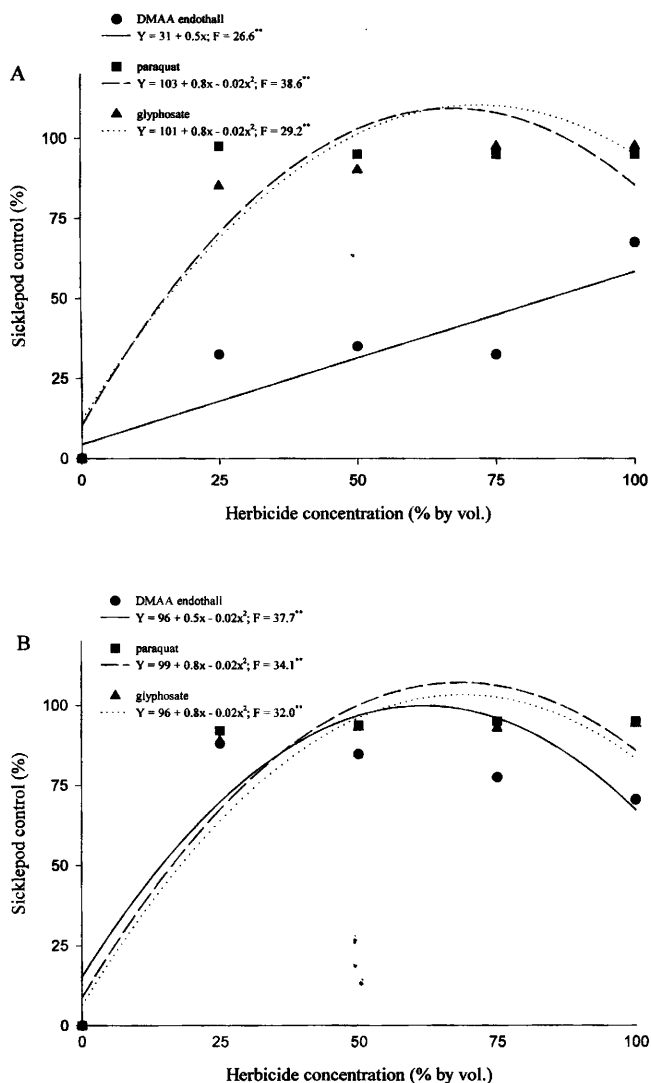 A
DMAA endothall
Y = 31 + 0.5x; F = 26.6**
paraquat
Y = 103 + 0.8x - 0.02x²; F = 38.6**
glyphosate
Y = 101 + 0.8x - 0.02x²; F = 29.2**
Sicklepod control (%)
100
75
50
25
0
0 25 50 75 100
Herbicide concentration (% by vol.)
B
DMAA endothall
Y = 96 + 0.5x - 0.02x²; F = 37.7**
paraquat
Y = 99 + 0.8x - 0.02x²; F = 34.1**
glyphosate
Y = 96 + 0.8x - 0.02x²; F = 32.0**
Sicklepod control (%)
100
75
50
25
0
0 25 50 75 100
Herbicide concentration (% by vol.)